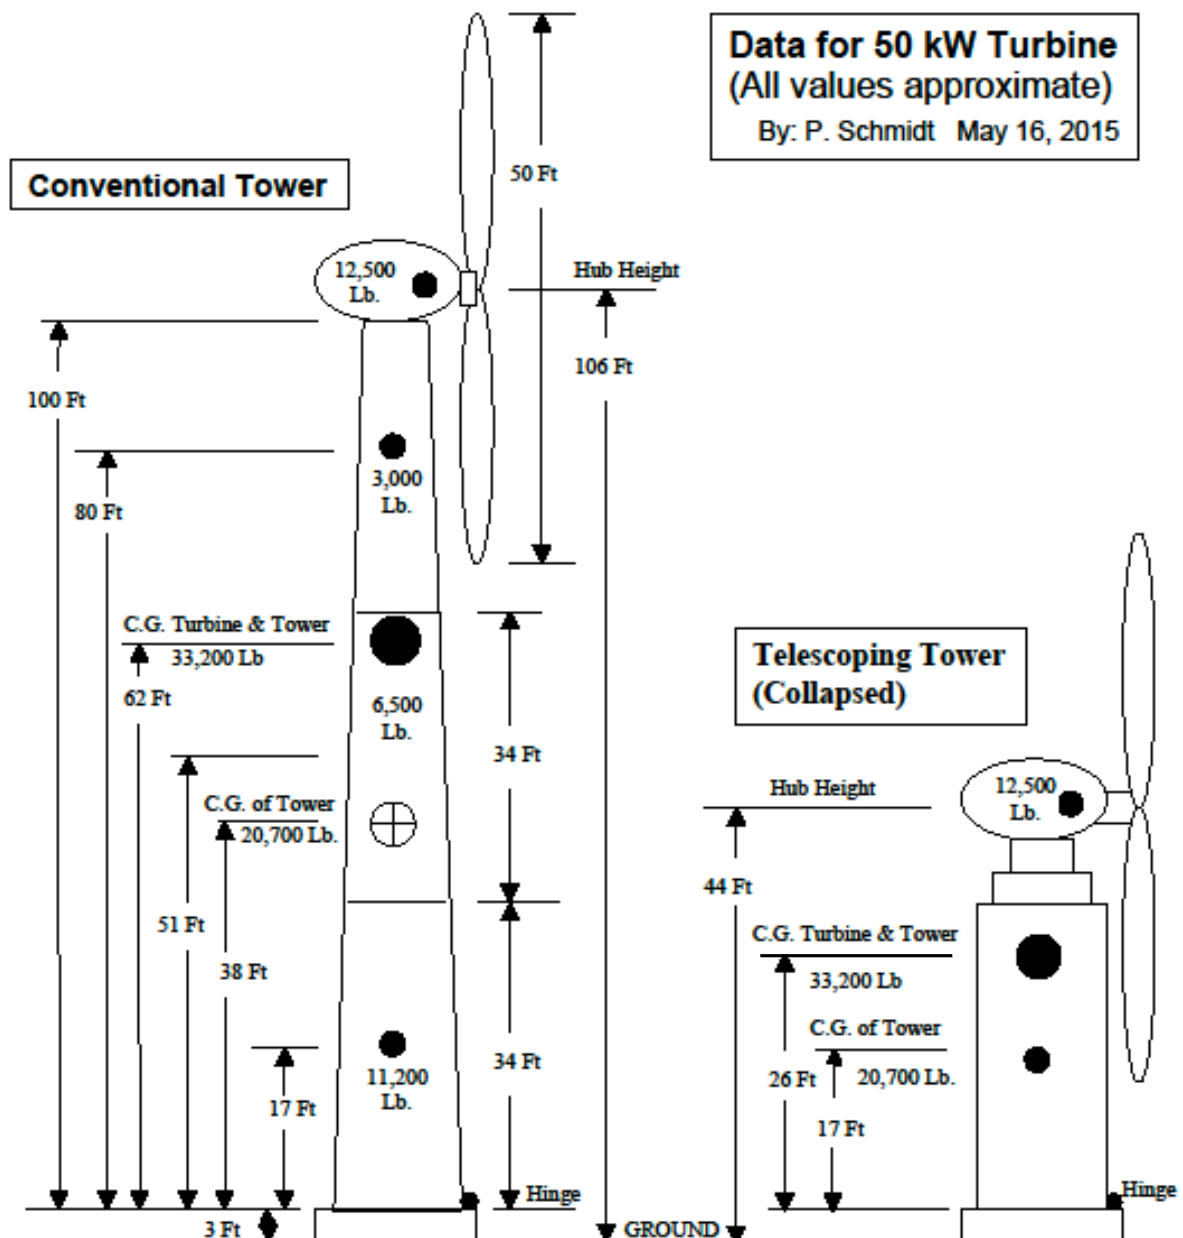 Data for 50 kW Turbine
(All values approximate)
By: P. Schmidt May 16, 2015
Conventional Tower
50 Ft
12,500
Lb.
Hub Height
106 Ft
100 Ft
3,000
Lb.
80 Ft
C.G. Turbine & Tower
33,200 Lb
62 Ft
6,500
Lb.
34 Ft
C.G. of Tower
20,700 Lb.
51 Ft
38 Ft
34 Ft
11,200
Lb.
17 Ft
Hinge
3 Ft
GROUND
Telescoping Tower
(Collapsed)
Hub Height
12,500
Lb.
44 Ft
C.G. Turbine & Tower
33,200 Lb
C.G. of Tower
20,700 Lb.
26 Ft
17 Ft
Hinge